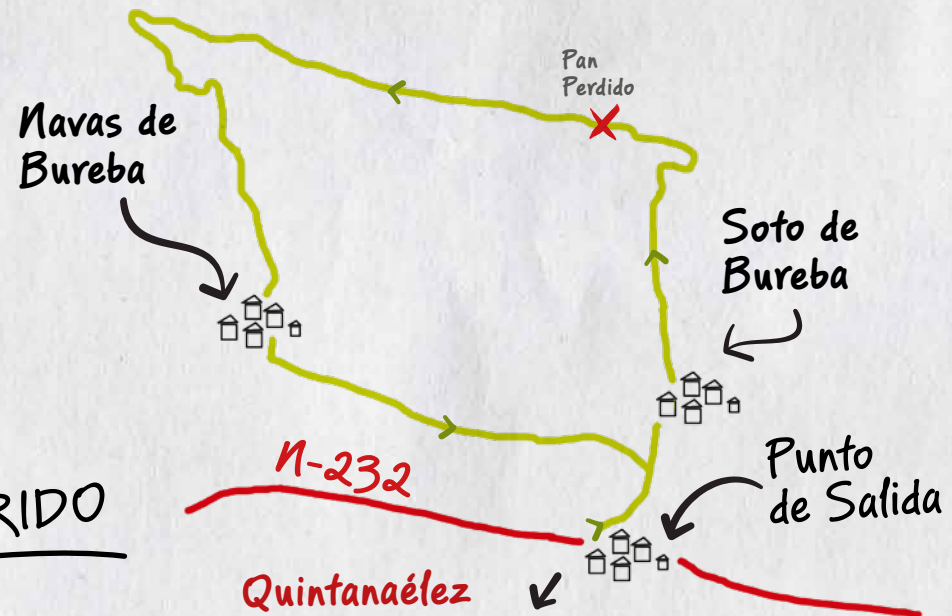 Pan
Perdido
Navas de
Bureba
Soto de
Bureba
N-232
Punto
de Salida
RIDO
Quintanaélez